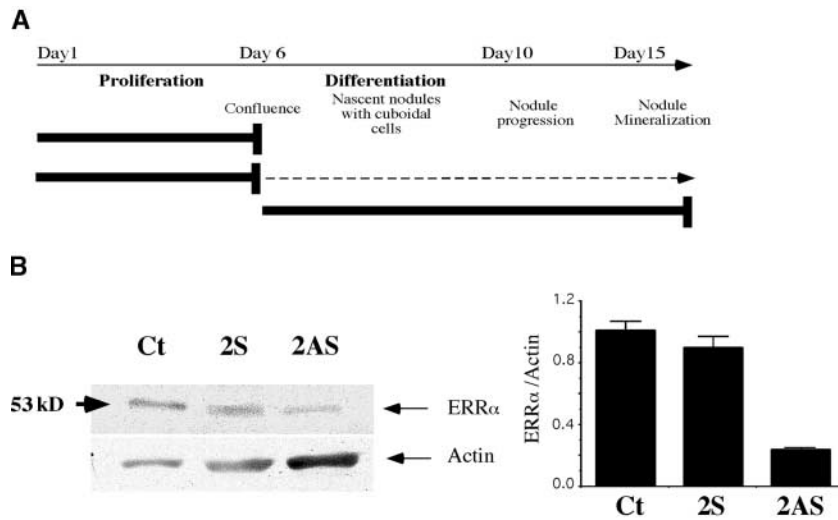 A
Day1 Day 6 Day10 Day15
Proliferation Differentiation
Confluence
Nascent nodules
with cuboidal
cells
Nodule
progression
Nodule
Mineralization
B
Ct 2S 2AS
53 kD
ERRα
Actin
ERRα/Actin
1.2
0.8
0.4
0.0
Ct 2S 2AS